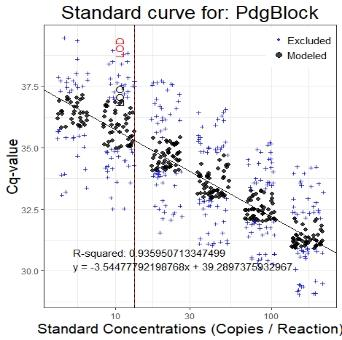 Standard curve for: PdgBlock
LOD
LOQ
Excluded
Modeled
37.5
35.0
32.5
30.0
Cq-value
R-squared: 0.935950713347499
y = -3.54477792198768x + 39.2897375932967
10
30
100
Standard Concentrations (Copies / Reaction)